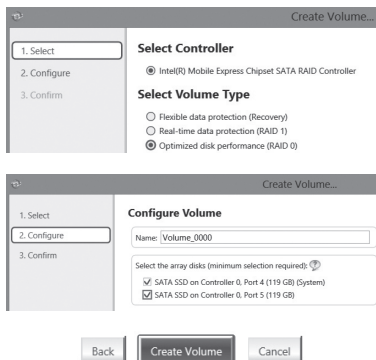 Create Volume...
1. Select
2. Configure
3. Confirm
Select Controller
Intel(R) Mobile Express Chipset SATA RAID Controller
Select Volume Type
Flexible data protection (Recovery)
Real-time data protection (RAID 1)
Optimized disk performance (RAID 0)
Create Volume...
1. Select
2. Configure
3. Confirm
Configure Volume
Name: Volume_0000
Select the array disks (minimum selection required):
SATA SSD on Controller 0, Port 4 (119 GB) (System)
SATA SSD on Controller 0, Port 5 (119 GB)
Back Create Volume Cancel